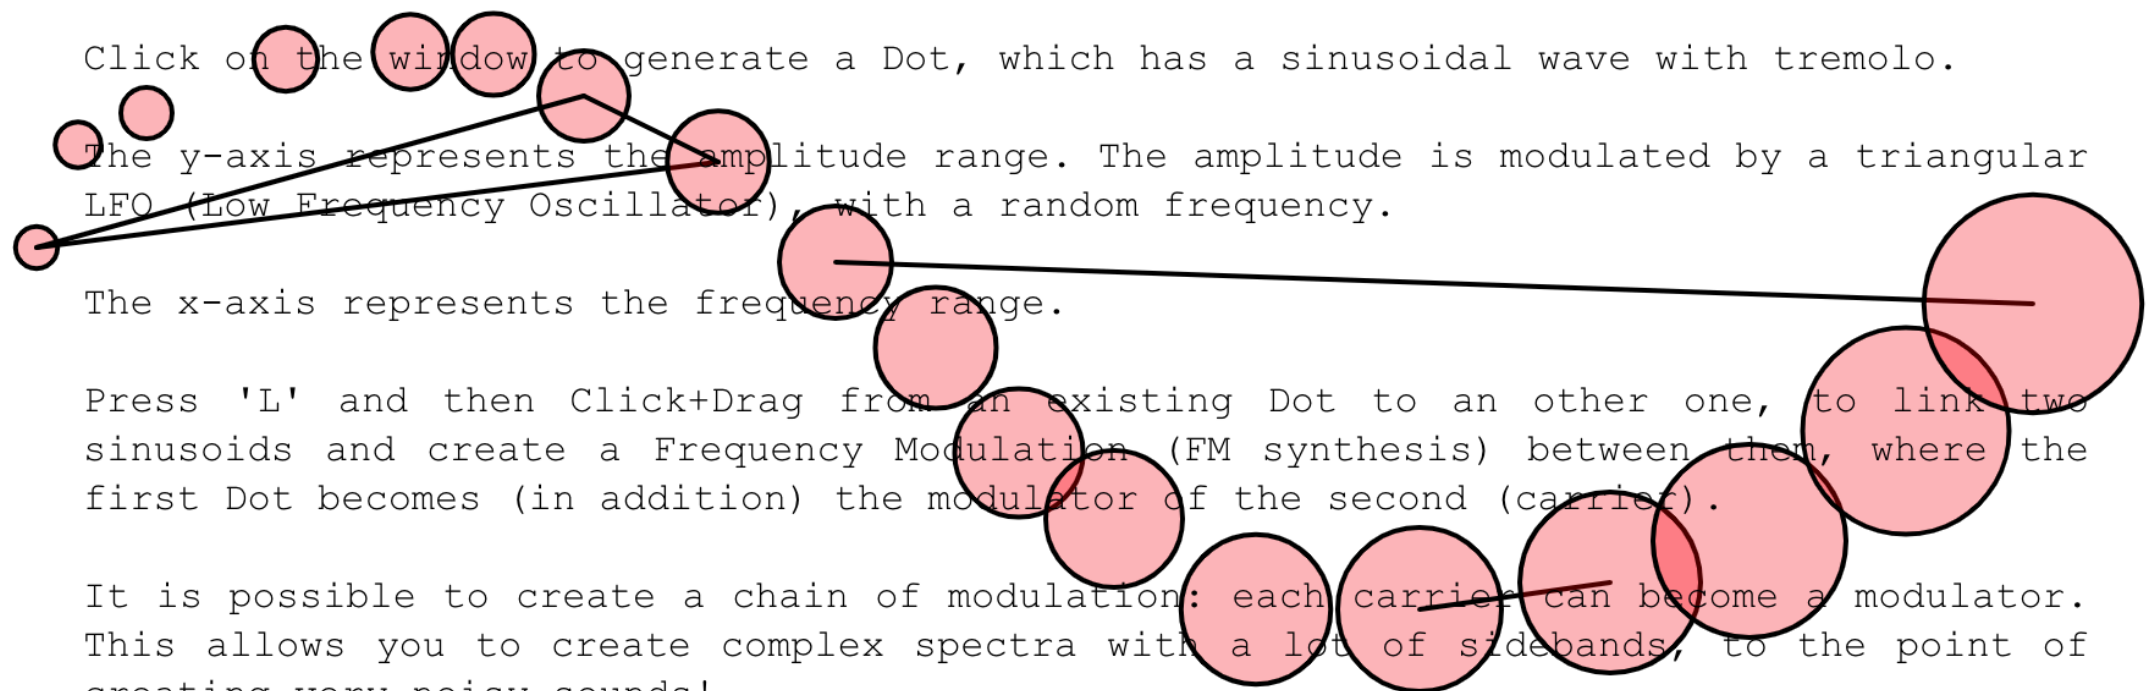 Click on the window to generate a Dot, which has a sinusoidal wave with tremolo.
The y-axis represents the amplitude range. The amplitude is modulated by a triangular
LFO (Low Frequency Oscillator), with a random frequency.
The x-axis represents the frequency range.
Press 'L' and then Click+Drag from an existing Dot to an other one, to link two
sinusoids and create a Frequency Modulation (FM synthesis) between them, where the
first Dot becomes (in addition) the modulator of the second (carrier).
It is possible to create a chain of modulation: each carrier can become a modulator.
This allows you to create complex spectra with a lot of sidebands, to the point of
creating very noisy sounds!